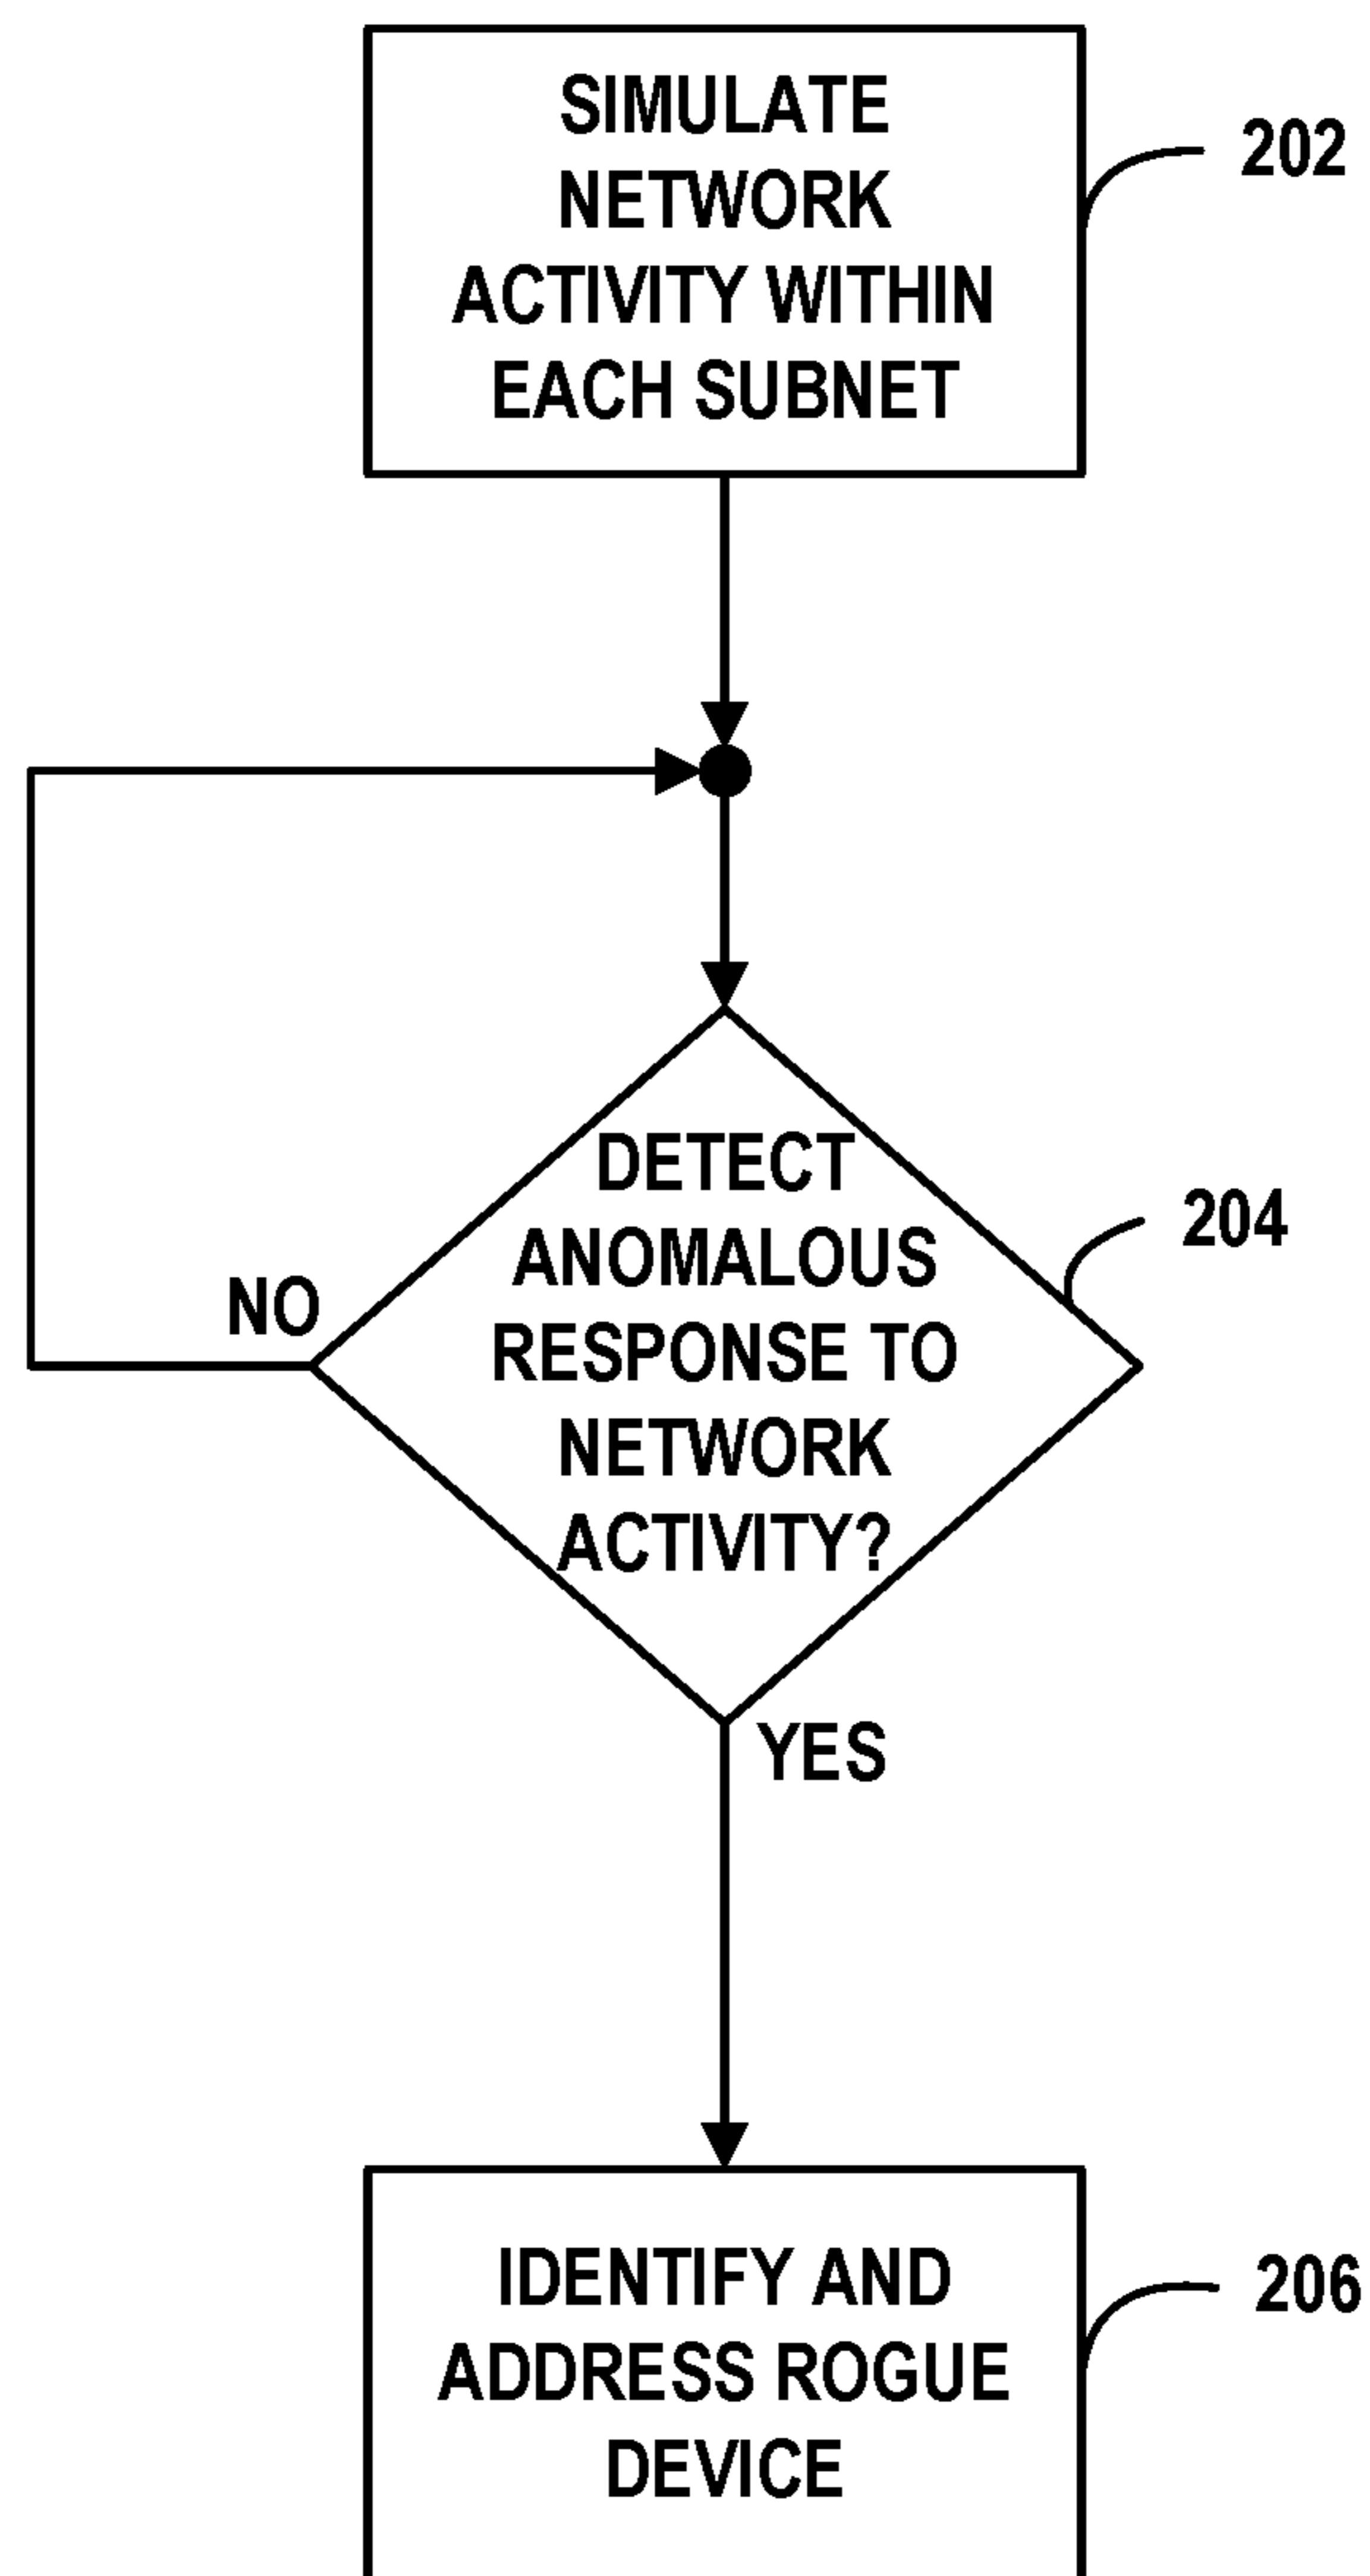 SIMULATE
NETWORK
ACTIVITY WITHIN
EACH SUBNET
202
DETECT
ANOMALOUS
RESPONSE TO
NETWORK
ACTIVITY?
204
NO
YES
IDENTIFY AND
ADDRESS ROGUE
DEVICE
206